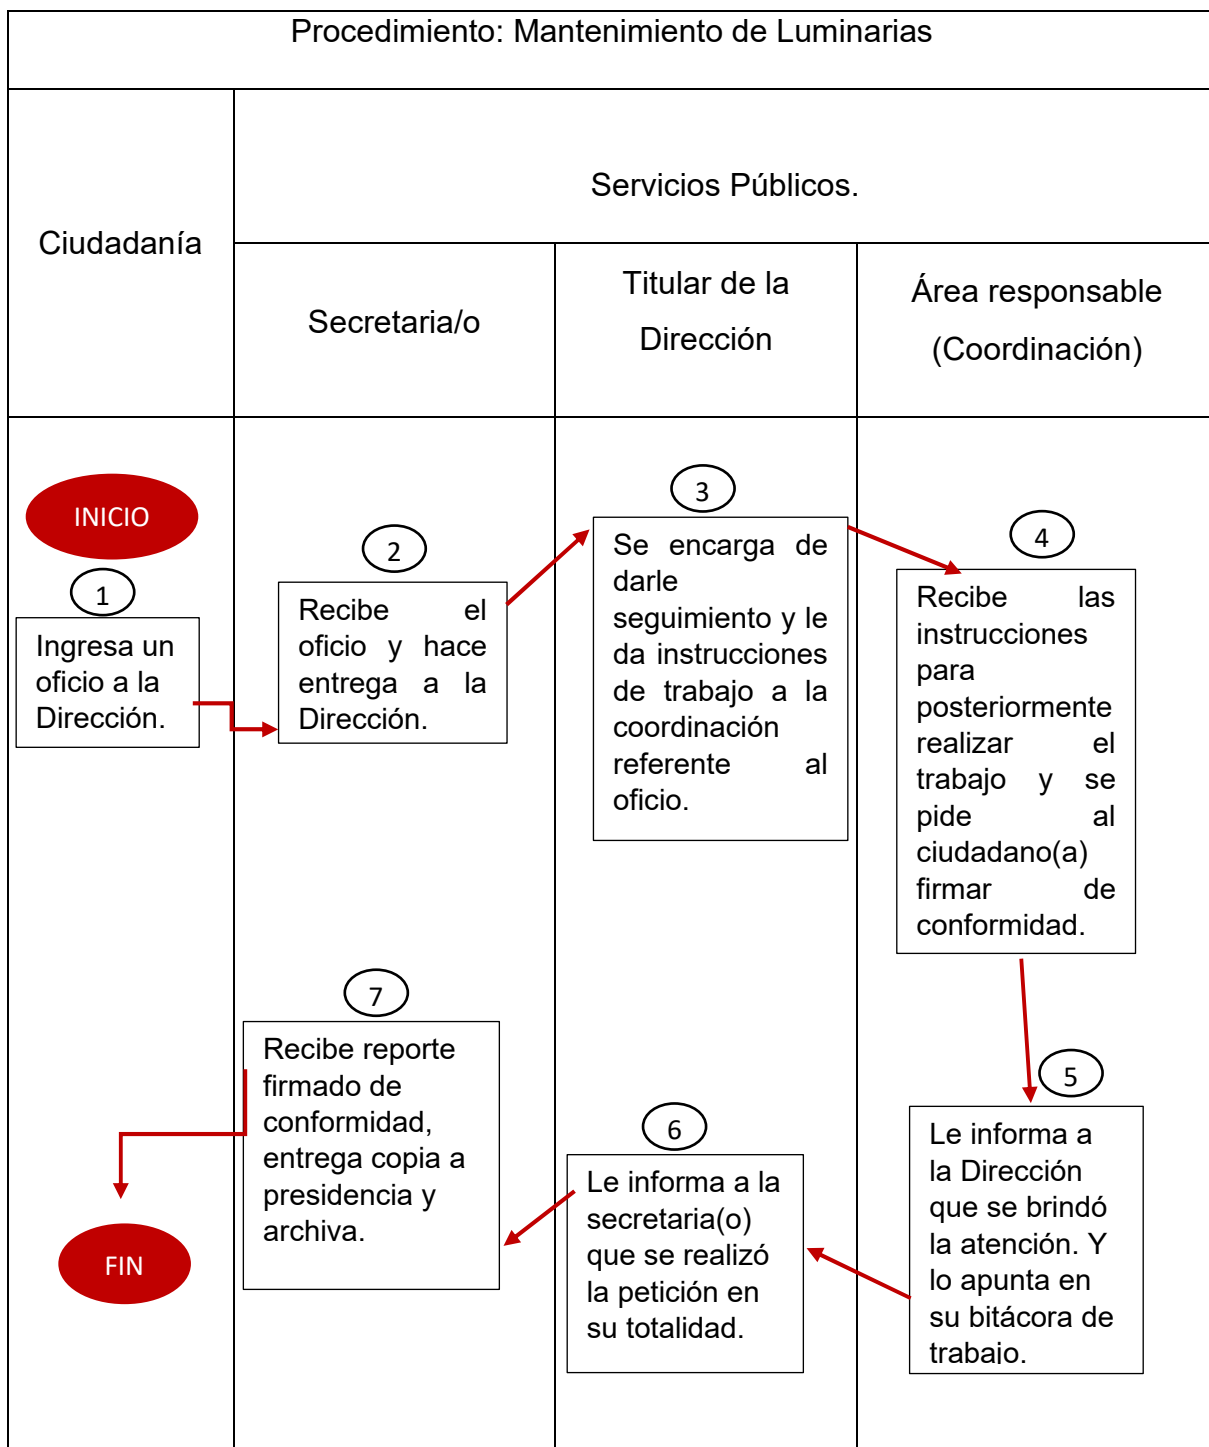 Procedimiento: Mantenimiento de Luminarias
Ciudadanía
Servicios Públicos.
Secretaria/o
Titular de la
Dirección
Área responsable
(Coordinación)
INICIO
1
Ingresa un
oficio a la
Dirección.
2
Recibe el
oficio y hace
entrega a la
Dirección.
3
Se encarga de
darle
seguimiento y le
da instrucciones
de trabajo a la
coordinación
referente al
oficio.
4
Recibe las
instrucciones
para
posteriormente
realizar el
trabajo y se
pide al
ciudadano(a)
firmar de
conformidad.
5
Le informa a
la Dirección
que se brindó
la atención. Y
lo apunta en
su bitácora de
trabajo.
6
Le informa a la
secretaria(o)
que se realizó
la petición en
su totalidad.
7
Recibe reporte
firmado de
conformidad,
entrega copia a
presidencia y
archiva.
FIN